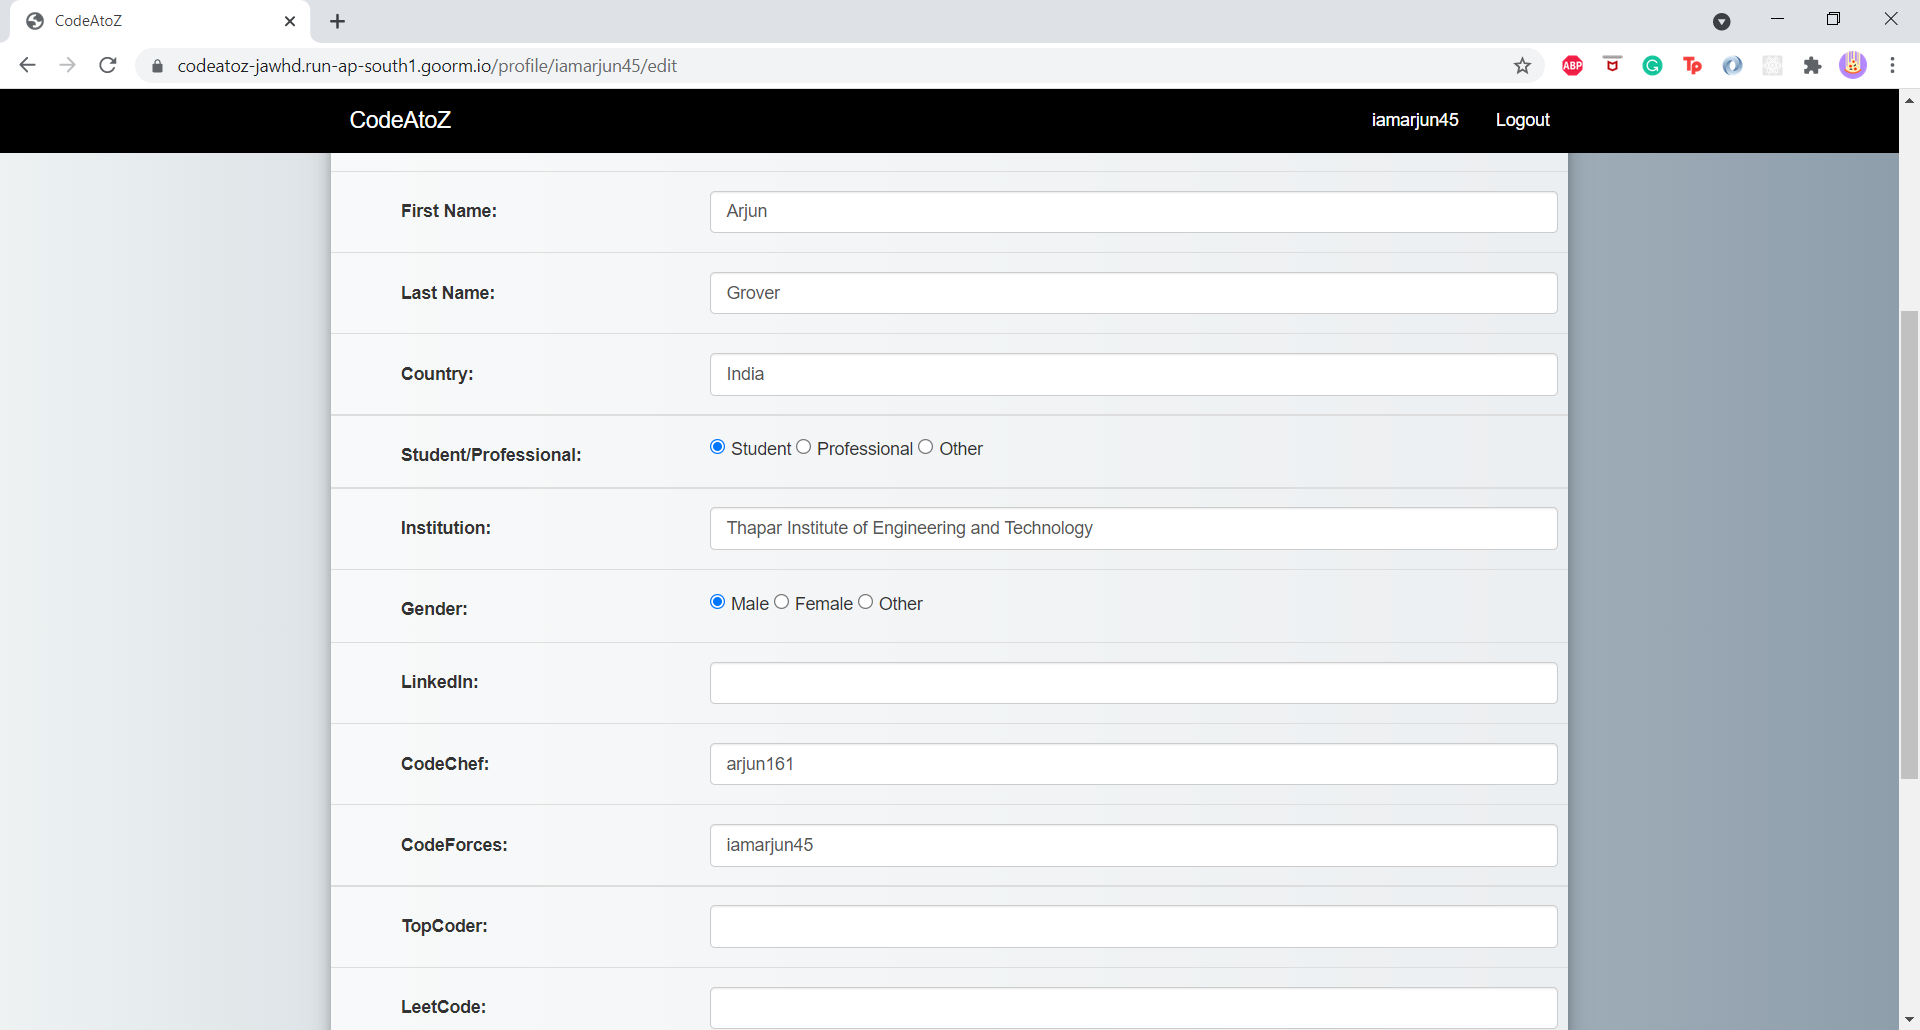 CodeAtoZ
codeatoz-jawhd.run-ap-south1.goorm.io/profile/iamarjun45/edit
ABP
G
Tp
CodeAtoZ iamarjun45 Logout
First Name: Arjun
Last Name: Grover
Country: India
Student/Professional: Student Professional Other
Institution: Thapar Institute of Engineering and Technology
Gender: Male Female Other
LinkedIn:
CodeChef: arjun161
CodeForces: iamarjun45
TopCoder:
LeetCode: